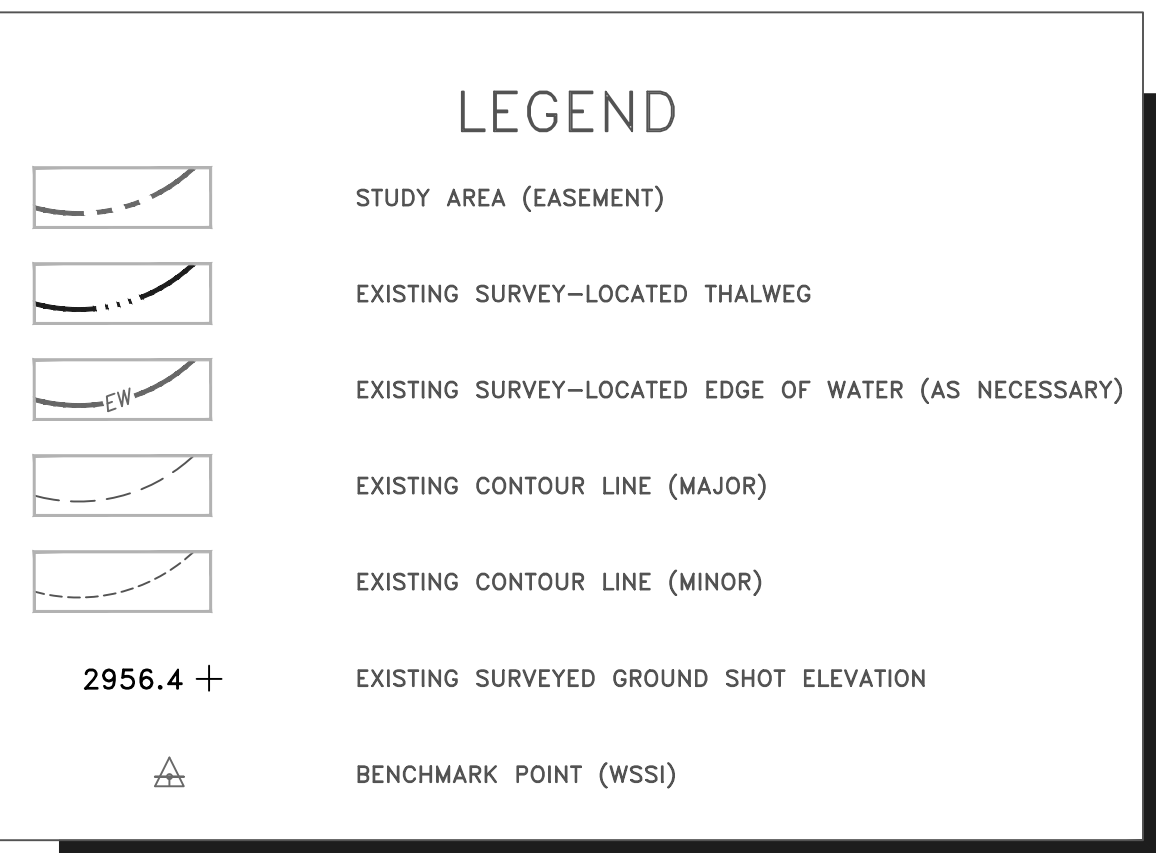 LEGEND
STUDY AREA (EASEMENT)
EXISTING SURVEY-LOCATED THALWEG
EW EXISTING SURVEY-LOCATED EDGE OF WATER (AS NECESSARY)
EXISTING CONTOUR LINE (MAJOR)
EXISTING CONTOUR LINE (MINOR)
2956.4 + EXISTING SURVEYED GROUND SHOT ELEVATION
BENCHMARK POINT (WSSI)